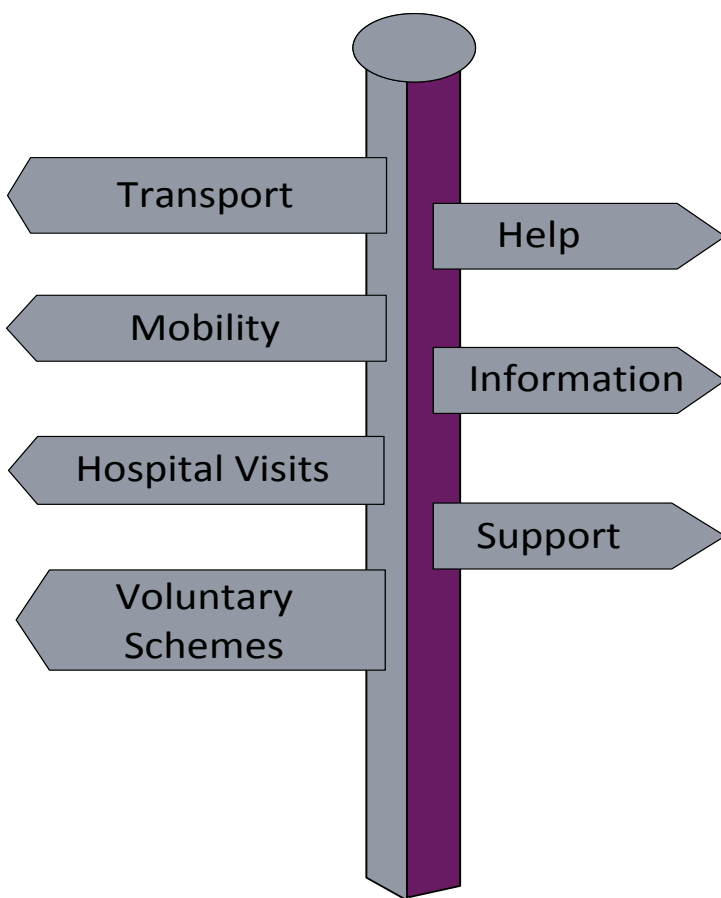 Transport
Help
Mobility
Information
Hospital Visits
Support
Voluntary
Schemes